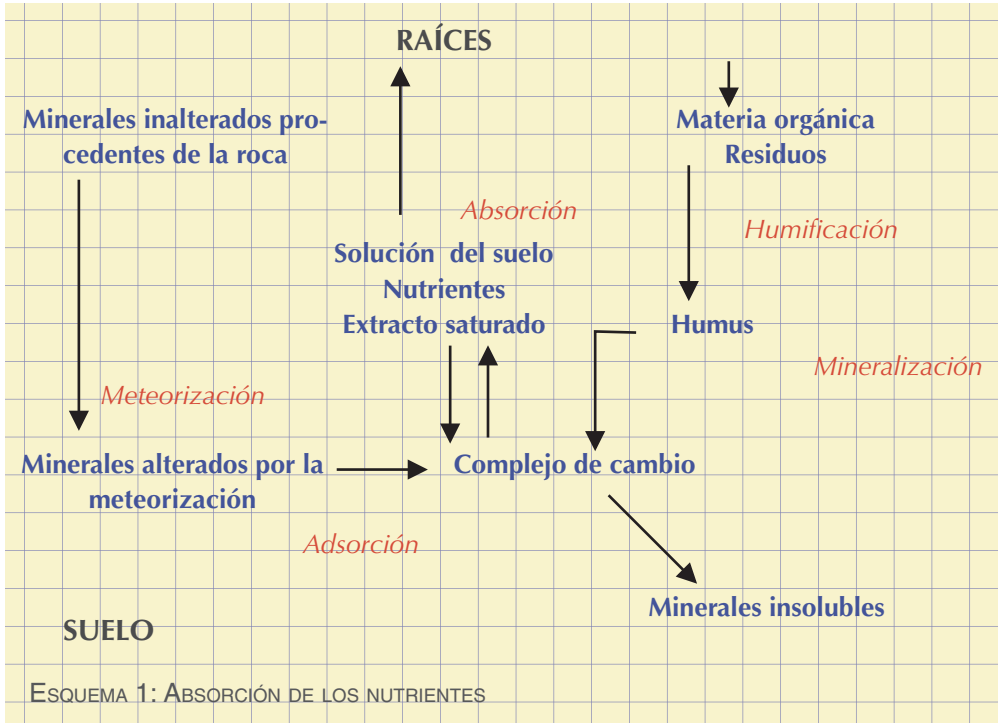 RAÍCES
Minerales inalterados pro-
cedentes de la roca
Materia orgánica
Residuos
Absorción
Humificación
Solución del suelo
Nutrientes
Extracto saturado
Humus
Mineralización
Meteorización
Minerales alterados por la
meteorización
Complejo de cambio
Adsorción
Minerales insolubles
SUELO
ESQUEMA 1: ABSORCIÓN DE LOS NUTRIENTES